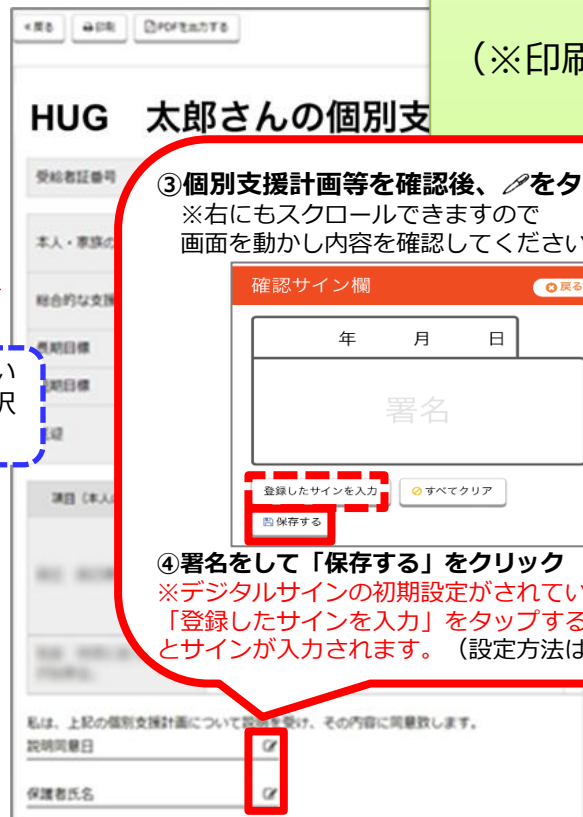 <戻る
印刷
PDFを出力する
（※印刷
HUG 太郎さんの個別支
受給者証番号
③個別支援計画等を確認後、をタ
※右にもスクロールできますので
画面を動かし内容を確認してください
本人・家族の
総合的な支援
長期目標
期目標
い
択
確認サイン欄
戻る
年 月 日
署名
登録したサインを入力
すべてクリア
保存する
項目（本人の
④署名をして「保存する」をクリック
※デジタルサインの初期設定がされてい
「登録したサインを入力」をタップする
とサインが入力されます。（設定方法は
私は、上記の個別支援計画について説明を受け、その内容に同意致します。
説明同意日
保護者氏名